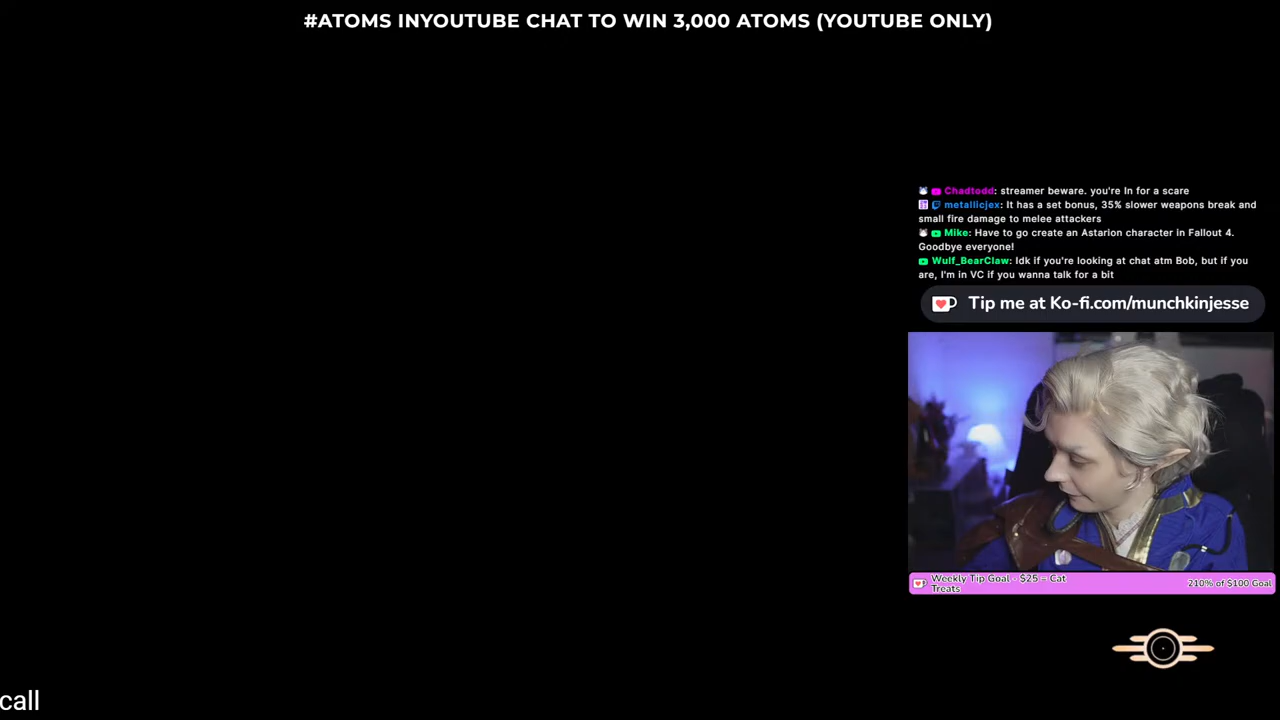 #ATOMS INYOUTUBE CHAT TO WIN 3,000 ATOMS (YOUTUBE ONLY)
Chadtodd: streamer beware. you're In for a scare
metallicjex: It has a set bonus, 35% slower weapons break and
small fire damage to melee attackers
Mike: Have to go create an Astarion character in Fallout 4.
Goodbye everyone!
Wulf_BearClaw: Idk if you're looking at chat atm Bob, but if you
are, I'm in VC if you wanna talk for a bit
Tip me at Ko-fi.com/munchkinjesse
Weekly Tip Goal - $25 = Cat
Treats
210% of $100 Goal
call